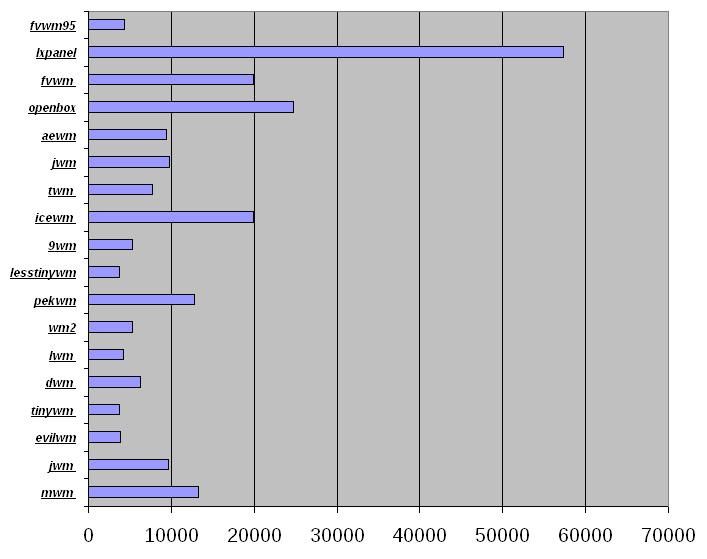 fvwm95
lxpanel
fvwm
openbox
aewm
jwm
twm
icewm
9wm
lesstinywm
pekwm
wm2
lwm
dwm
tinywm
evilwm
jwm
mwm
0 10000 20000 30000 40000 50000 60000 70000